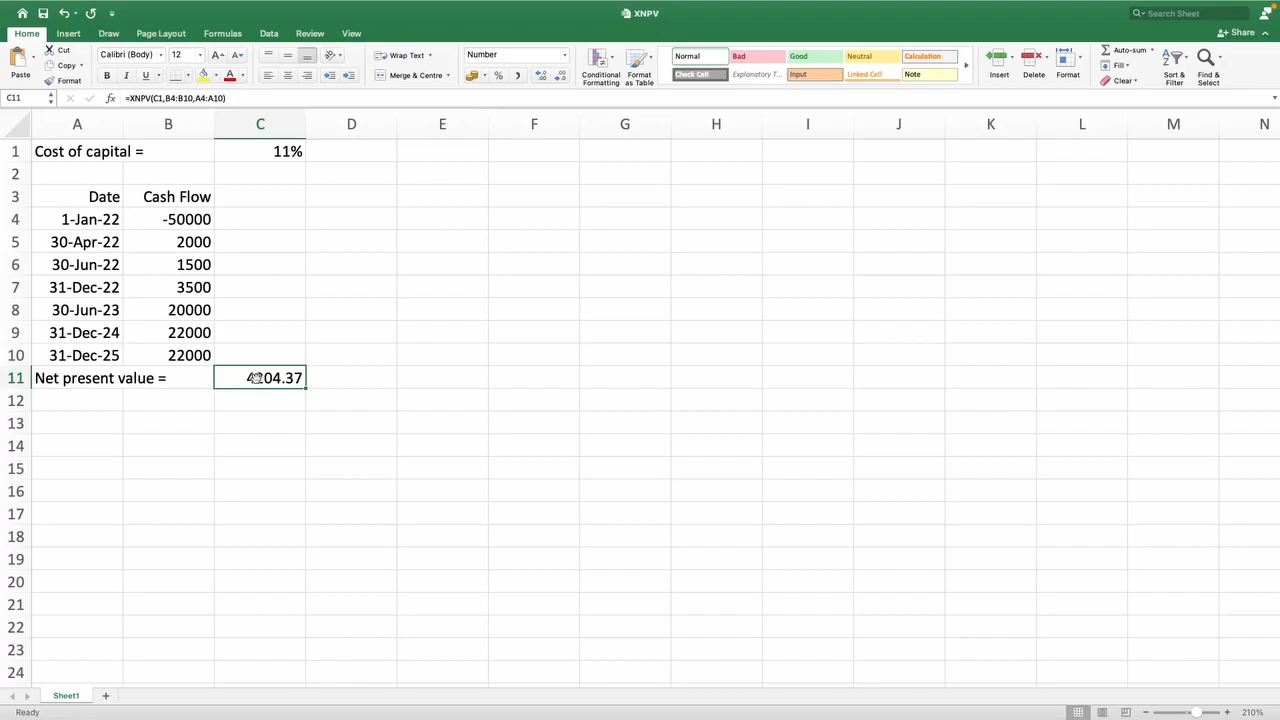 XNPV
Search Sheet
Home Insert Draw Page Layout Formulas Data Review View
Share
Paste
Cut
Copy
Format
Calibri (Body) 12
B I U
Wrap Text
Merge & Centre
Number
Conditional Formatting
Format as Table
Normal Bad Good Neutral Calculation
Check Cell Explanatory T... Input Linked Cell Note
Insert Delete Format
Auto-sum
Fill
Clear
Sort & Filter
Find & Select
C11 fx =XNPV(C1,B4:B10,A4:A10)
A B C D E F G H I J K L M N
1 Cost of capital = 11%
2
3 Date Cash Flow
4 1-Jan-22 -50000
5 30-Apr-22 2000
6 30-Jun-22 1500
7 31-Dec-22 3500
8 30-Jun-23 20000
9 31-Dec-24 22000
10 31-Dec-25 22000
11 Net present value =
12
13
14
15
16
17
18
19
20
21
22
23
24
Sheet1
Ready
210%